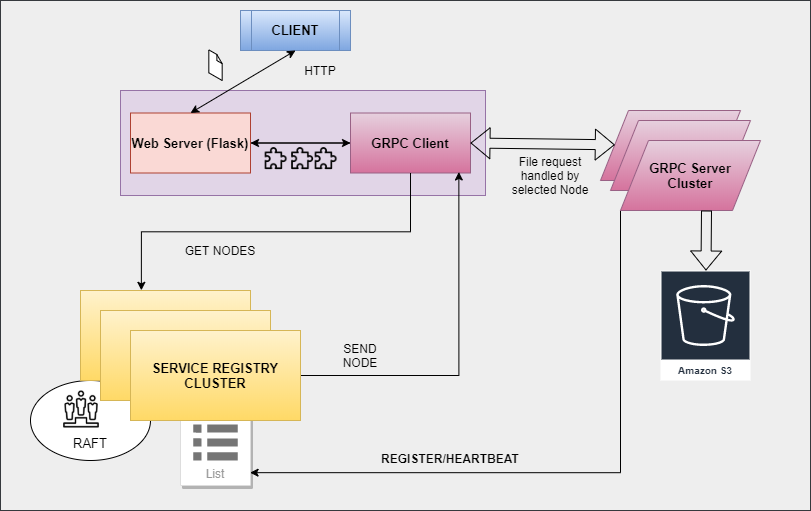 CLIENT
HTTP
Web Server (Flask)
GRPC Client
File request
handled by
selected Node
GRPC Server
Cluster
GET NODES
SERVICE REGISTRY
CLUSTER
SEND
NODE
Amazon S3
RAFT
List
REGISTER/HEARTBEAT